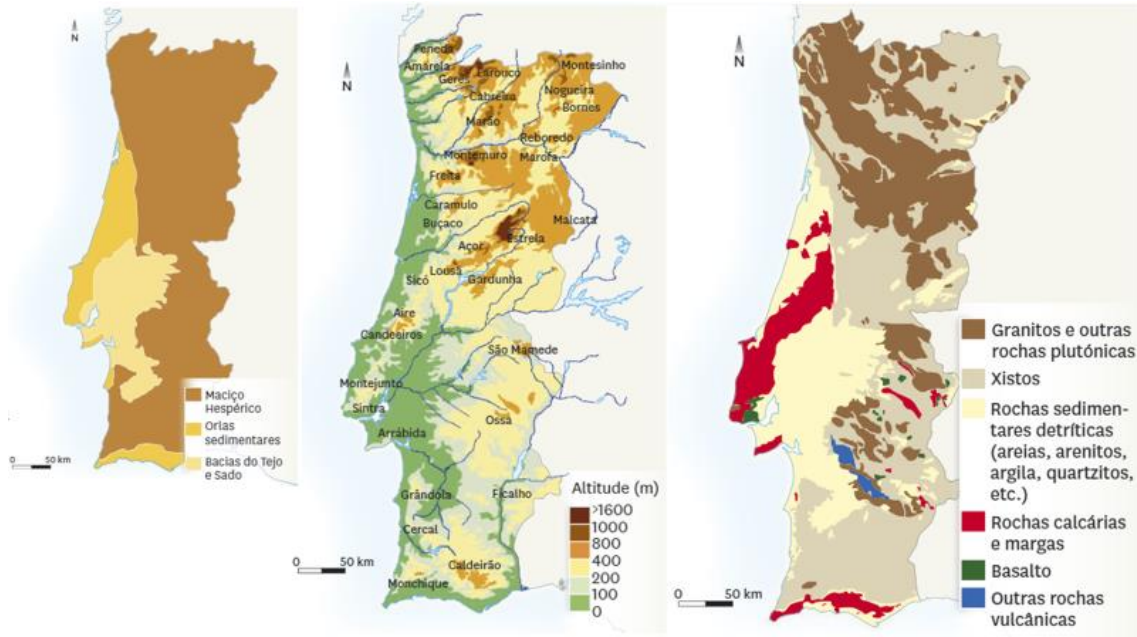 N
Maciço
Hespérico
Orlas
sedimentares
Bacias do Tejo
e Sado
0 50 km
N
Peneda
Amarela
Gerês
Larouco
Montesinho
Cabreira
Nogueira
Bornes
Marão
Reboredo
Montemuro
Marofa
Freita
Caramulo
Malcata
Buçaco
Estrela
Açor
Lousã
Gardunha
Sicó
Aire
Candeeiros
São Mamede
Montejunto
Sintra
Ossa
Arrábida
Grândola
Ficalho
Cercal
Caldeirão
Monchique
Altitude (m)
>1600
1000
800
400
200
100
0
0 50 km
N
Granitos e outras
rochas plutónicas
Xistos
Rochas sedimen-
tares detríticas
(areias, arenitos,
argila, quartzitos,
etc.)
Rochas calcárias
e margas
Basalto
Outras rochas
vulcânicas
0 50 km